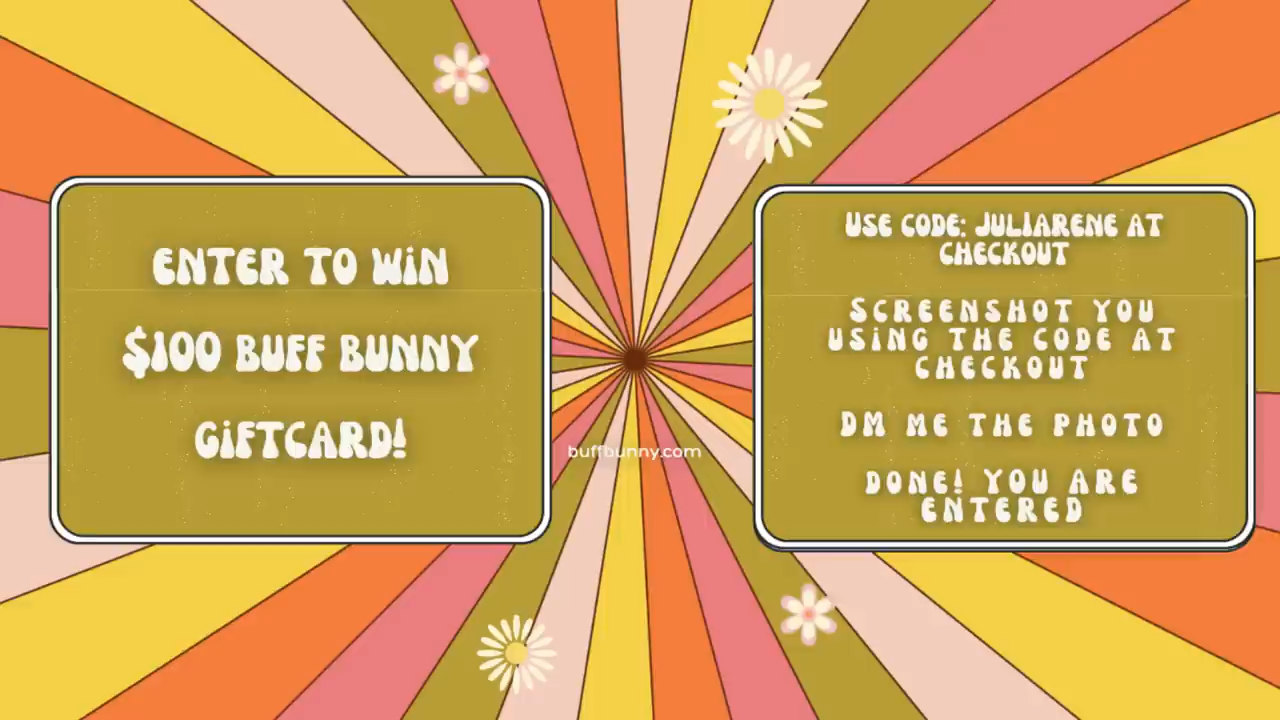 ENTER TO WIN
$100 BUFF BUNNY
GIFTCARD!
buffbunny.com
USE CODE: JULIARENE AT
CHECKOUT
SCREENSHOT YOU
USING THE CODE AT
CHECKOUT
DM ME THE PHOTO
DONE! YOU ARE
ENTERED